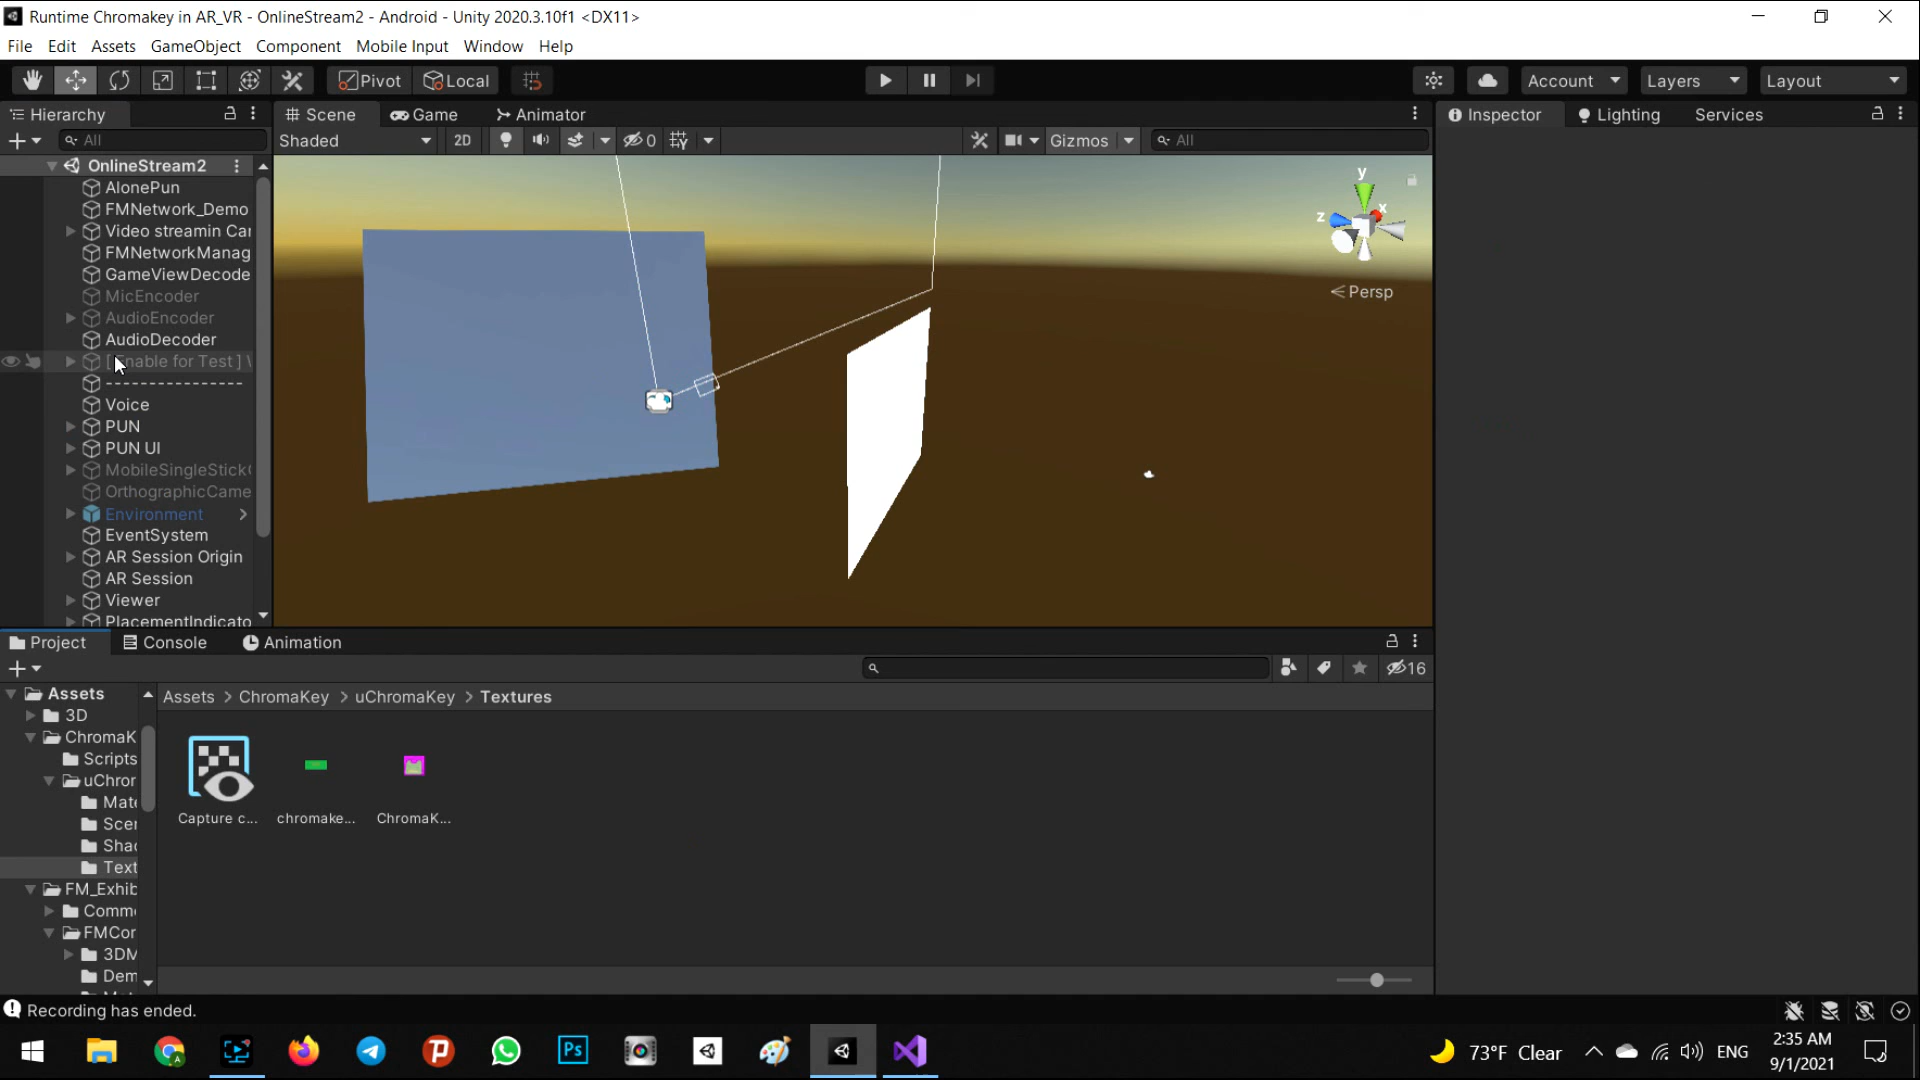 Runtime Chromakey in AR_VR - OnlineStream2 - Android - Unity 2020.3.10f1 <DX11>
File Edit Assets GameObject Component Mobile Input Window Help
Pivot Local Account Layers Layout
Hierarchy Scene Game Animator Inspector Lighting Services
All Shaded 2D 0 Gizmos All
OnlineStream2
AlonePun
FMNetwork_Demo
Video streamin Car
FMNetworkManag
GameViewDecode
MicEncoder
AudioEncoder
AudioDecoder
[Enable for Test ]
-----------------
Voice
PUN
PUN UI
MobileSingleStick
OrthographicCame
Environment
EventSystem
AR Session Origin
AR Session
Viewer
PlacementIndicato
y
x
z
Persp
Project Console Animation
16
Assets
3D
ChromaK
Scripts
uChror
Mate
Scer
Shac
Text
FM_Exhib
Comm
FMCor
3DM
Dem
Assets > ChromaKey > uChromaKey > Textures
Capture c... chromake... ChromaK...
Recording has ended.
Ps
73°F Clear
ENG
2:35 AM
9/1/2021